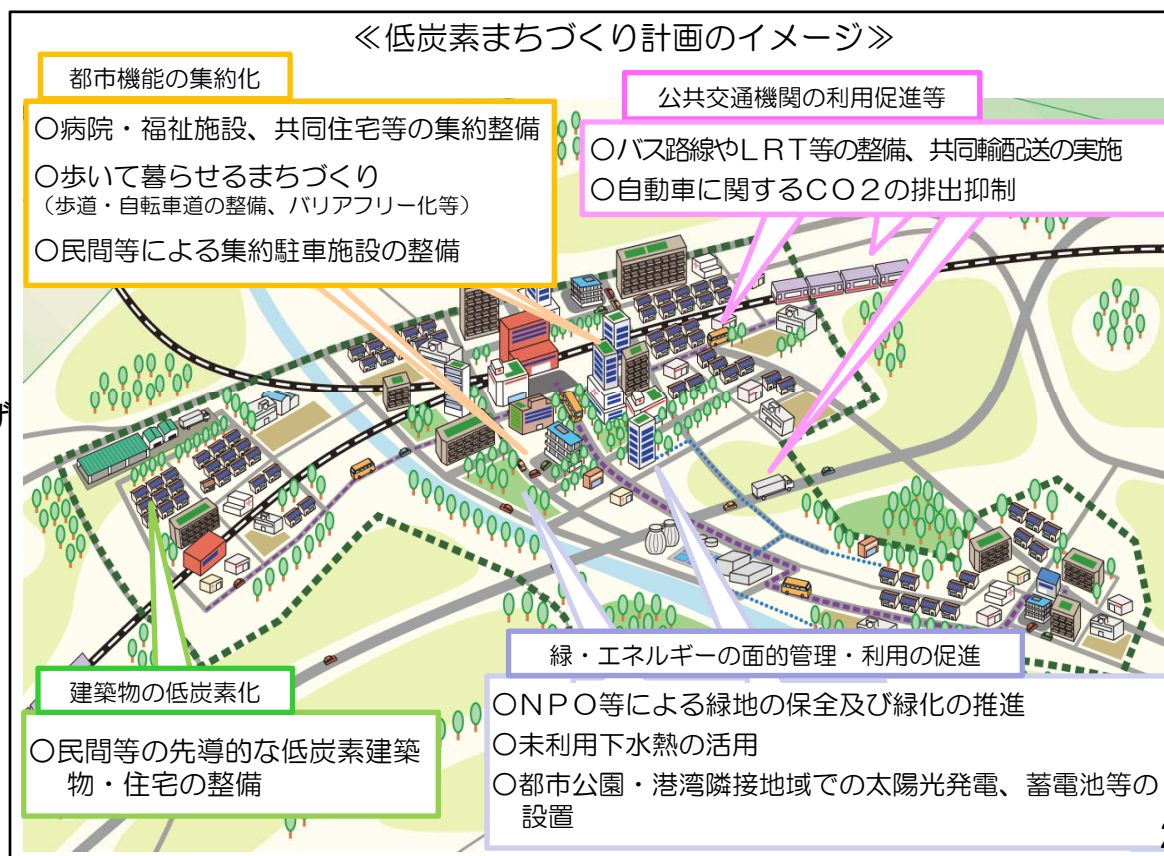 ≪低炭素まちづくり計画のイメージ≫
都市機能の集約化
〇病院・福祉施設、共同住宅等の集約整備
〇歩いて暮らせるまちづくり
（歩道・自転車道の整備、バリアフリー化等）
〇民間等による集約駐車施設の整備
公共交通機関の利用促進等
〇バス路線やＬＲＴ等の整備、共同輸配送の実施
〇自動車に関するＣＯ２の排出抑制
建築物の低炭素化
〇民間等の先導的な低炭素建築
物・住宅の整備
緑・エネルギーの面的管理・利用の促進
〇ＮＰＯ等による緑地の保全及び緑化の推進
〇未利用下水熱の活用
〇都市公園・港湾隣接地域での太陽光発電、蓄電池等の
設置